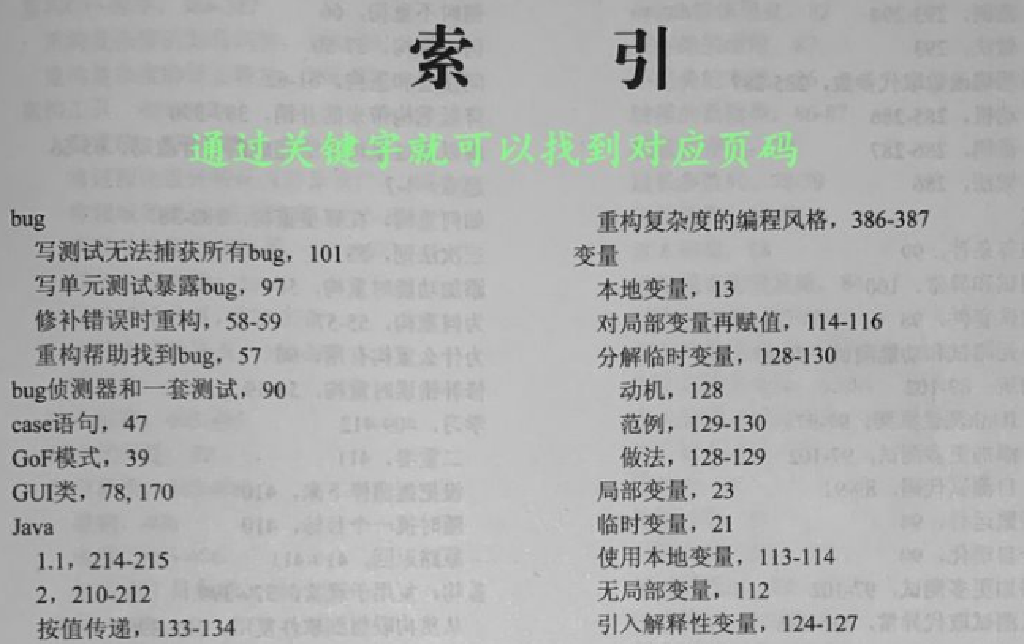 索 引
通过关键字就可以找到对应页码
bug
写测试无法捕获所有bug，101
写单元测试暴露bug，97
修补错误时重构，58-59
重构帮助找到bug，57
bug侦测器和一套测试，90
case语句，47
GoF模式，39
GUI类，78, 170
Java
1.1，214-215
2，210-212
按值传递，133-134
重构复杂度的编程风格，386-387
变量
本地变量，13
对局部变量再赋值，114-116
分解临时变量，128-130
动机，128
范例，129-130
做法，128-129
局部变量，23
临时变量，21
使用本地变量，113-114
无局部变量，112
引入解释性变量，124-127